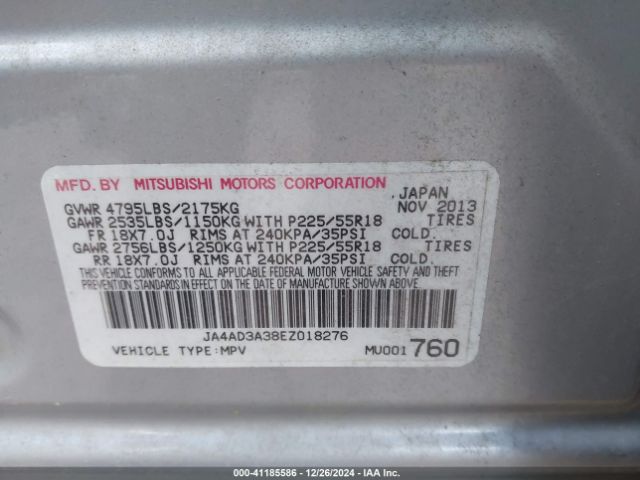 MFD. BY MITSUBISHI MOTORS CORPORATION
JAPAN
GVWR 4795LBS/2175KG NOV 2013
GAWR 2535LBS/1150KG WITH P225/55R18 TIRES
FR 18X7.0J RIMS AT 240KPA/35PSI COLD.
GAWR 2756LBS/1250KG WITH P225/55R18 TIRES
RR 18X7.0J RIMS AT 240KPA/35PSI COLD.
THIS VEHICLE CONFORMS TO ALL APPLICABLE FEDERAL MOTOR VEHICLE SAFETY AND THEFT
PREVENTION STANDARDS IN EFFECT ON THE DATE OF MANUFACTURE SHOWN ABOVE.
JA4AD3A38EZ018276
VEHICLE TYPE:MPV MU001760
000-41185586 - 12/26/2024 - IAA Inc.